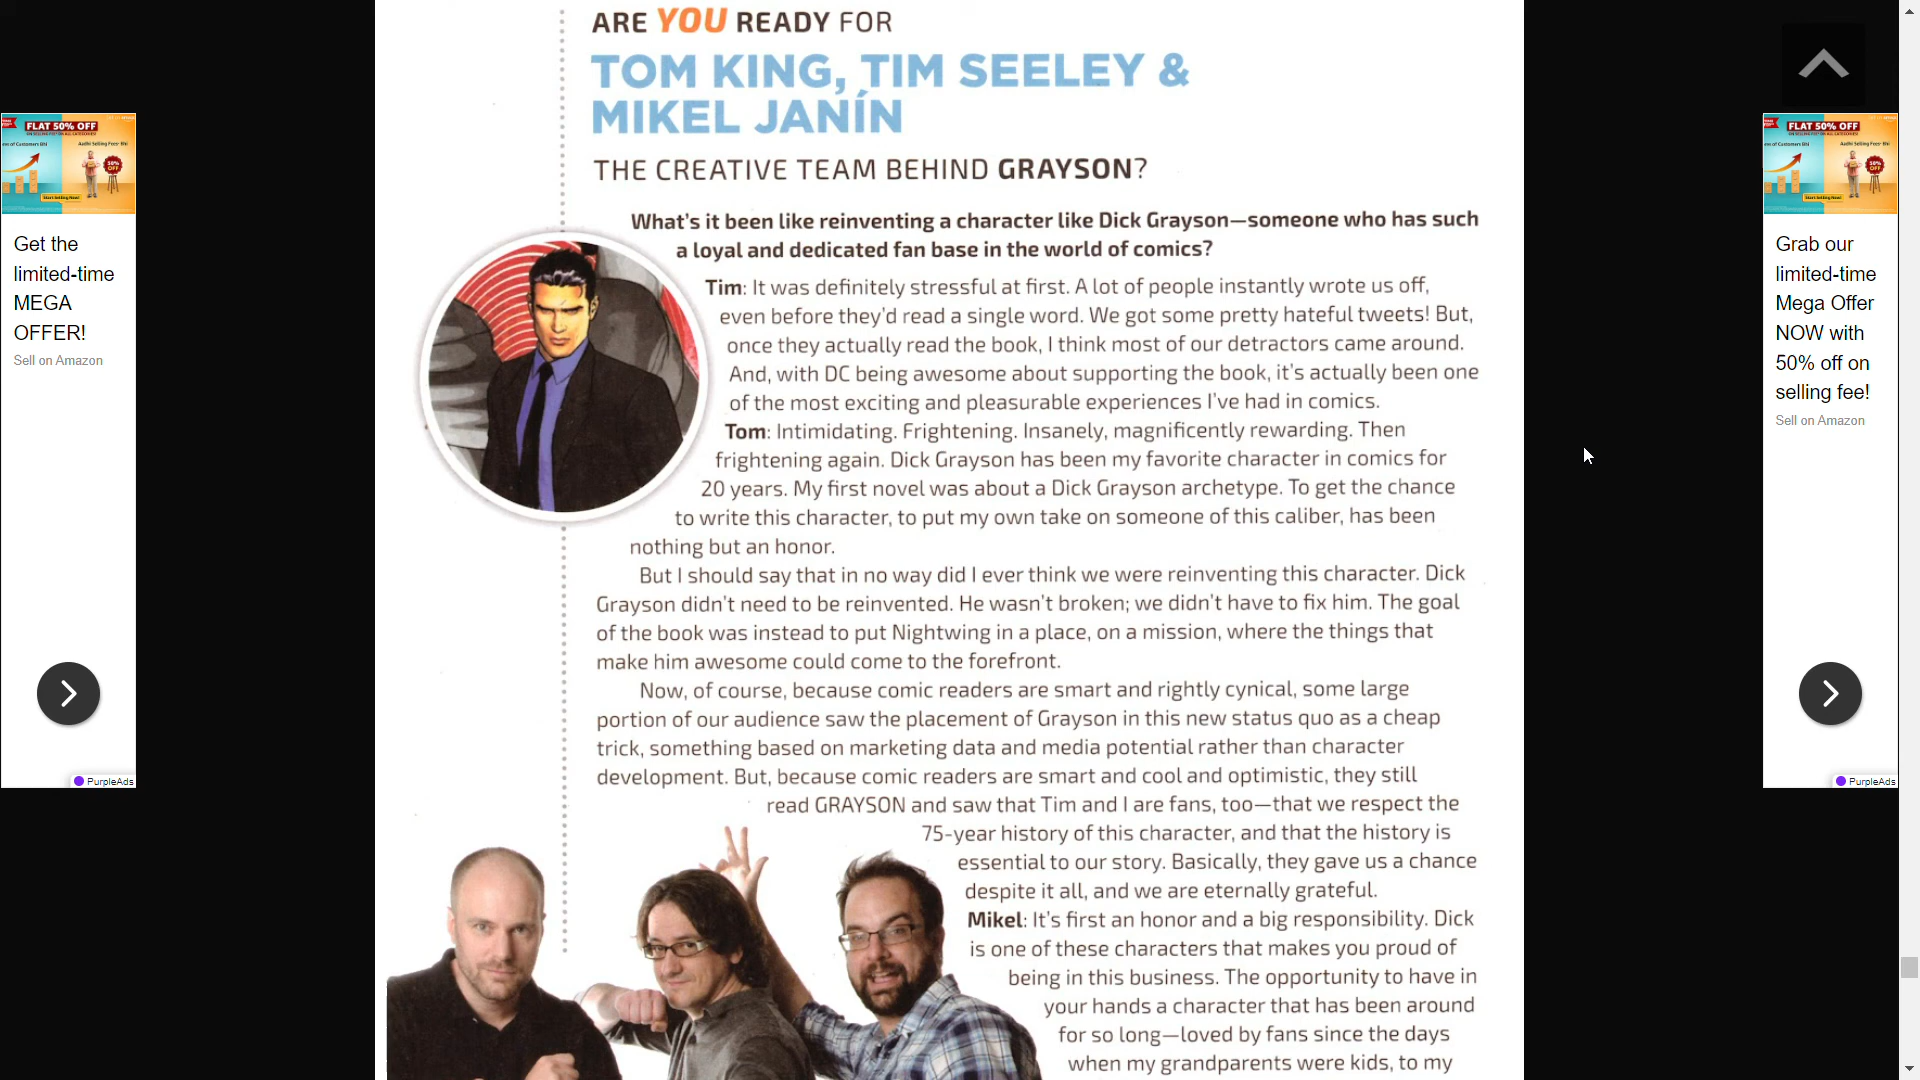 ARE YOU READY FOR
TOM KING, TIM SEELEY &
MIKEL JANÍN
THE CREATIVE TEAM BEHIND GRAYSON?
What's it been like reinventing a character like Dick Grayson—someone who has such
a loyal and dedicated fan base in the world of comics?
Tim: It was definitely stressful at first. A lot of people instantly wrote us off,
even before they'd read a single word. We got some pretty hateful tweets! But,
once they actually read the book, I think most of our detractors came around.
And, with DC being awesome about supporting the book, it's actually been one
of the most exciting and pleasurable experiences I've had in comics.
Tom: Intimidating. Frightening. Insanely, magnificently rewarding. Then
frightening again. Dick Grayson has been my favorite character in comics for
20 years. My first novel was about a Dick Grayson archetype. To get the chance
to write this character, to put my own take on someone of this caliber, has been
nothing but an honor.
But I should say that in no way did I ever think we were reinventing this character. Dick
Grayson didn't need to be reinvented. He wasn't broken; we didn't have to fix him. The goal
of the book was instead to put Nightwing in a place, on a mission, where the things that
make him awesome could come to the forefront.
Now, of course, because comic readers are smart and rightly cynical, some large
portion of our audience saw the placement of Grayson in this new status quo as a cheap
trick, something based on marketing data and media potential rather than character
development. But, because comic readers are smart and cool and optimistic, they still
read GRAYSON and saw that Tim and I are fans, too—that we respect the
75-year history of this character, and that the history is
essential to our story. Basically, they gave us a chance
despite it all, and we are eternally grateful.
Mikel: It's first an honor and a big responsibility. Dick
is one of these characters that makes you proud of
being in this business. The opportunity to have in
your hands a character that has been around
for so long—loved by fans since the days
when my grandparents were kids, to my
FLAT 50% OFF
50% OFF
Start Selling Now!
Get the
limited-time
MEGA
OFFER!
Sell on Amazon
PurpleAds
FLAT 50% OFF
50% OFF
Start Selling Now!
Grab our
limited-time
Mega Offer
NOW with
50% off on
selling fee!
Sell on Amazon
PurpleAds